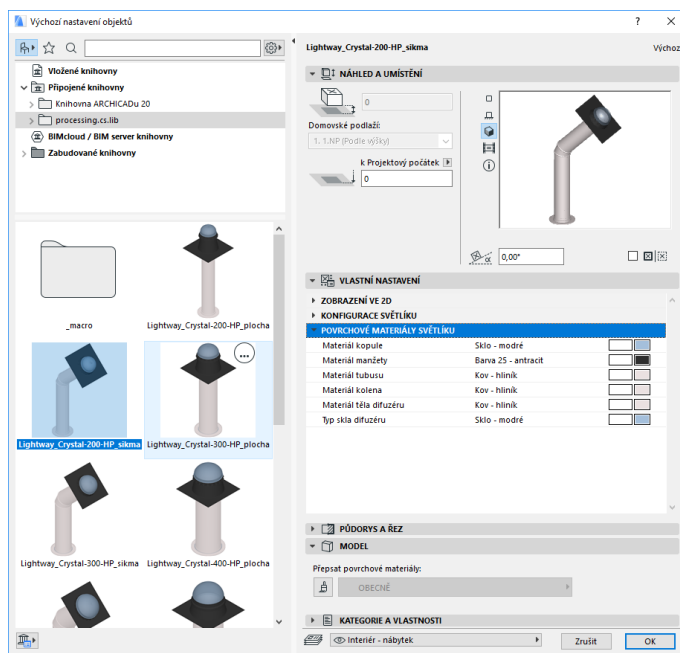 Výchozí nastavení objektů
Vložené knihovny
Připojené knihovny
Knihovna ARCHICADu 20
processing.cs.lib
BIMcloud / BIM server knihovny
Zabudované knihovny
_macro
Lightway_Crystal-200-HP_plocha
Lightway_Crystal-200-HP_sikma
Lightway_Crystal-300-HP_plocha
Lightway_Crystal-300-HP_sikma
Lightway_Crystal-400-HP_plocha
Lightway_Crystal-200-HP_sikma
Výchoz
NÁHLED A UMÍSTĚNÍ
0
Domovské podlaží:
1. 1.NP (Podle výšky)
k Projektový počátek
0
α
0,00°
VLASTNÍ NASTAVENÍ
ZOBRAZENÍ VE 2D
KONFIGURACE SVĚTLÍKU
POVRCHOVÉ MATERIÁLY SVĚTLÍKU
Materiál kopule Sklo - modré
Materiál manžety Barva 25 - antracit
Materiál tubusu Kov - hliník
Materiál kolena Kov - hliník
Materiál těla difuzéru Kov - hliník
Typ skla difuzéru Sklo - modré
PŮDORYS A ŘEZ
MODEL
Přepsat povrchové materiály:
OBECNÉ
KATEGORIE A VLASTNOSTI
Interiér - nábytek
Zrušit
OK